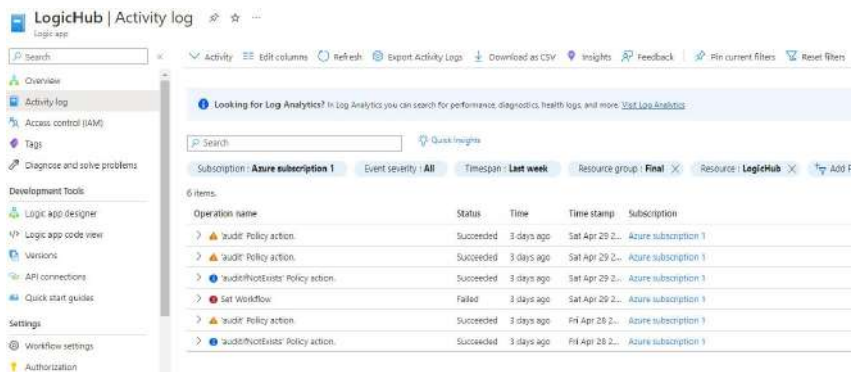 LogicHub | Activity log
Logic app
Search
Activity
Edit columns
Refresh
Export Activity Logs
Download as CSV
Insights
Feedback
Pin current filters
Reset filters
Overview
Activity log
Access control (IAM)
Tags
Diagnose and solve problems
Development Tools
Logic app designer
Logic app code view
Versions
API connections
Quick start guides
Settings
Workflow settings
Authorization
Looking for Log Analytics? In Log Analytics you can search for performance, diagnostics, health logs, and more. Visit Log Analytics
Search
Quick Insights
Subscription : Azure subscription 1
Event severity : All
Timespan : Last week
Resource group : Final
Resource : LogicHub
Add F
6 items.
Operation name Status Time Time stamp Subscription
'audit' Policy action. Succeeded 3 days ago Sat Apr 29 2... Azure subscription 1
'audit' Policy action. Succeeded 3 days ago Sat Apr 29 2... Azure subscription 1
'auditIfNotExists' Policy action. Succeeded 3 days ago Sat Apr 29 2... Azure subscription 1
Set Workflow Failed 3 days ago Sat Apr 29 2... Azure subscription 1
'audit' Policy action. Succeeded 3 days ago Fri Apr 28 2... Azure subscription 1
'auditIfNotExists' Policy action. Succeeded 3 days ago Fri Apr 28 2... Azure subscription 1